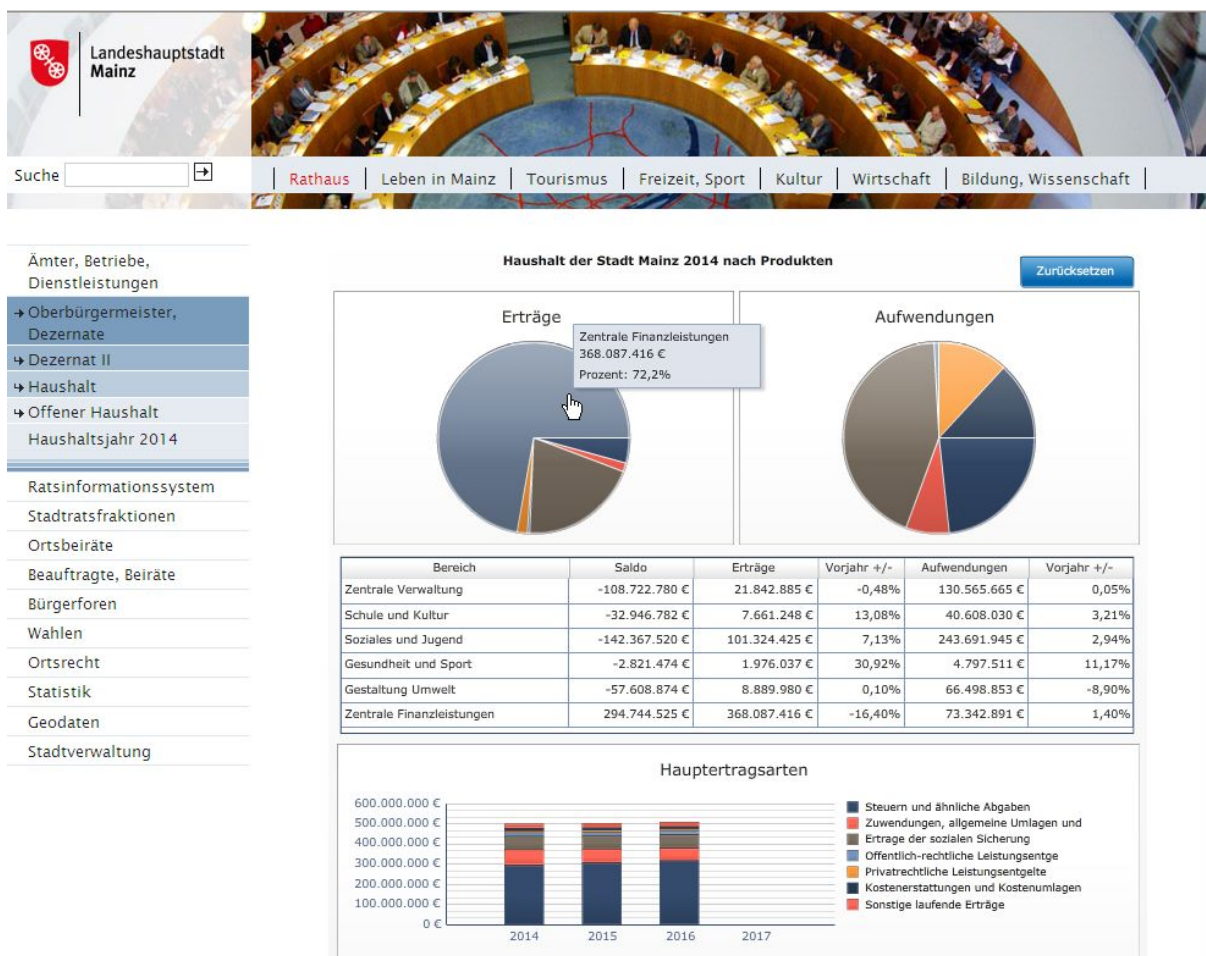 Landeshauptstadt
Mainz
Suche
Rathaus | Leben in Mainz | Tourismus | Freizeit, Sport | Kultur | Wirtschaft | Bildung, Wissenschaft |
Ämter, Betriebe,
Dienstleistungen
Oberbürgermeister,
Dezernate
Dezernat II
Haushalt
Offener Haushalt
Haushaltsjahr 2014
Ratsinformationssystem
Stadtratsfraktionen
Ortsbeiräte
Beauftragte, Beiräte
Bürgerforen
Wahlen
Ortsrecht
Statistik
Geodaten
Stadtverwaltung
Haushalt der Stadt Mainz 2014 nach Produkten
Zurücksetzen
Erträge
Zentrale Finanzleistungen
368.087.416 €
Prozent: 72,2%
Aufwendungen
Bereich Saldo Erträge Vorjahr +/- Aufwendungen Vorjahr +/-
Zentrale Verwaltung -108.722.780 € 21.842.885 € -0,48% 130.565.665 € 0,05%
Schule und Kultur -32.946.782 € 7.661.248 € 13,08% 40.608.030 € 3,21%
Soziales und Jugend -142.367.520 € 101.324.425 € 7,13% 243.691.945 € 2,94%
Gesundheit und Sport -2.821.474 € 1.976.037 € 30,92% 4.797.511 € 11,17%
Gestaltung Umwelt -57.608.874 € 8.889.980 € 0,10% 66.498.853 € -8,90%
Zentrale Finanzleistungen 294.744.525 € 368.087.416 € -16,40% 73.342.891 € 1,40%
Hauptertragsarten
600.000.000 €
500.000.000 €
400.000.000 €
300.000.000 €
200.000.000 €
100.000.000 €
0 €
2014 2015 2016 2017
Steuern und ähnliche Abgaben
Zuwendungen, allgemeine Umlagen und
Ertrage der sozialen Sicherung
Offentlich-rechtliche Leistungsentge
Privatrechtliche Leistungsentgelte
Kostenerstattungen und Kostenumlagen
Sonstige laufende Erträge